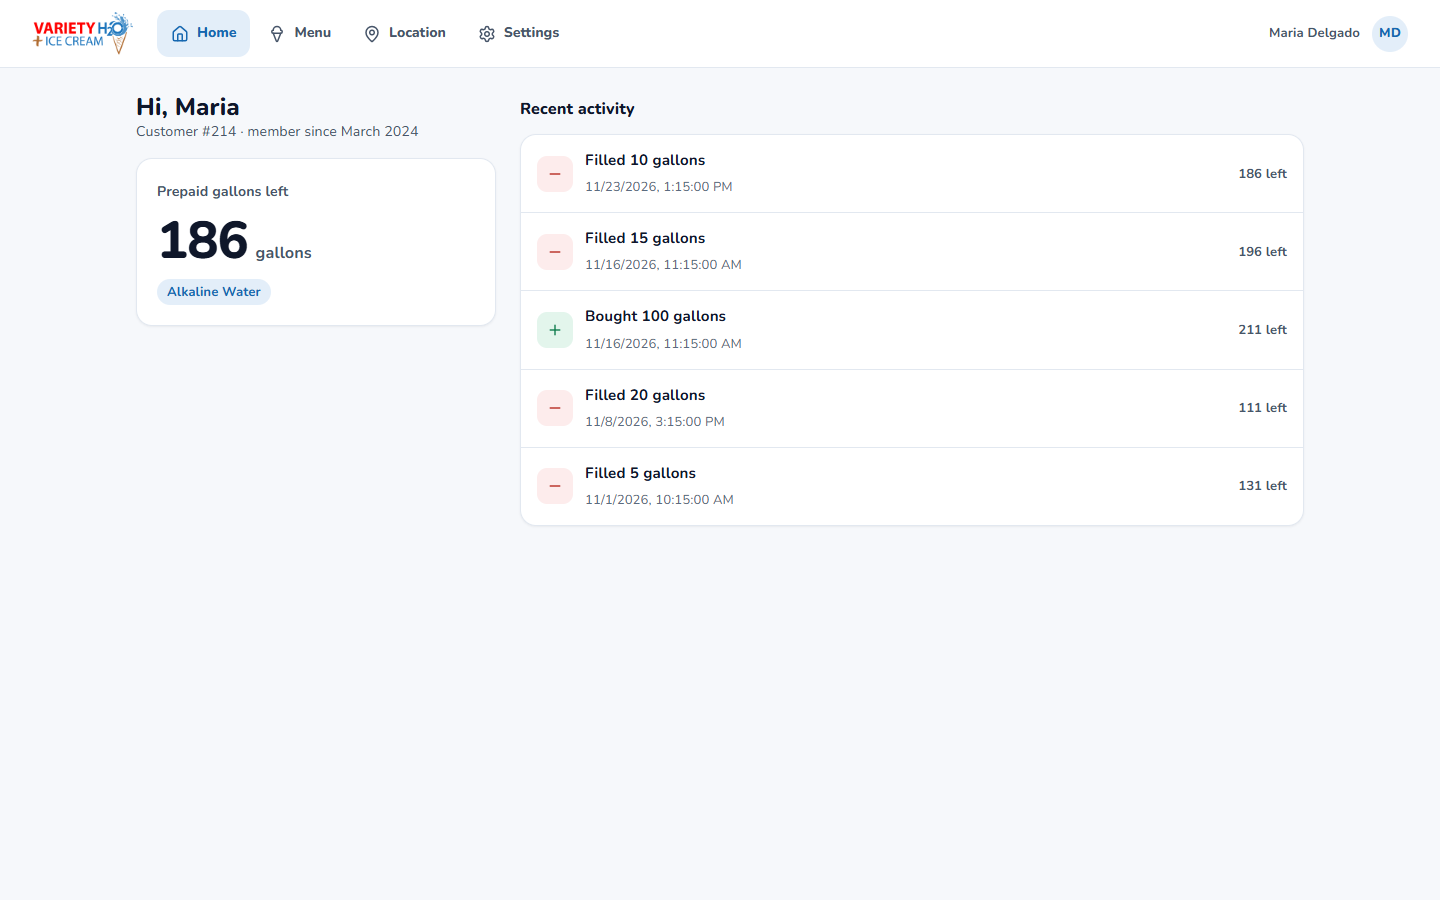 VARIETY H2O
+ ICE CREAM
Home
Menu
Location
Settings
Maria Delgado
MD
Hi, Maria
Customer #214 · member since March 2024
Prepaid gallons left
186 gallons
Alkaline Water
Recent activity
Filled 10 gallons
11/23/2026, 1:15:00 PM
186 left
Filled 15 gallons
11/16/2026, 11:15:00 AM
196 left
Bought 100 gallons
11/16/2026, 11:15:00 AM
211 left
Filled 20 gallons
11/8/2026, 3:15:00 PM
111 left
Filled 5 gallons
11/1/2026, 10:15:00 AM
131 left